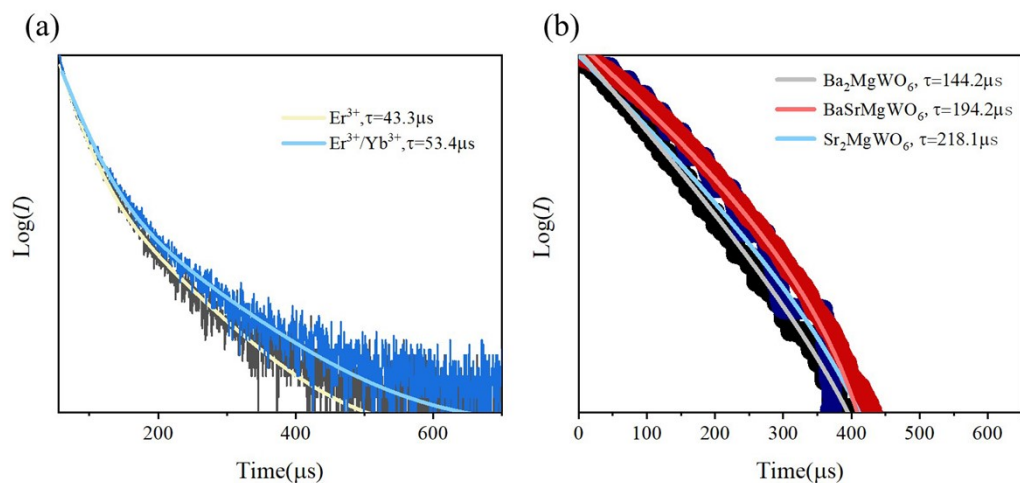 (a)
Er³⁺,τ=43.3μs
Er³⁺/Yb³⁺,τ=53.4μs
Log(I)
200
400
600
Time(μs)
(b)
Ba₂MgWO₆, τ=144.2μs
BaSrMgWO₆, τ=194.2μs
Sr₂MgWO₆, τ=218.1μs
Log(I)
0
100
200
300
400
500
600
Time(μs)